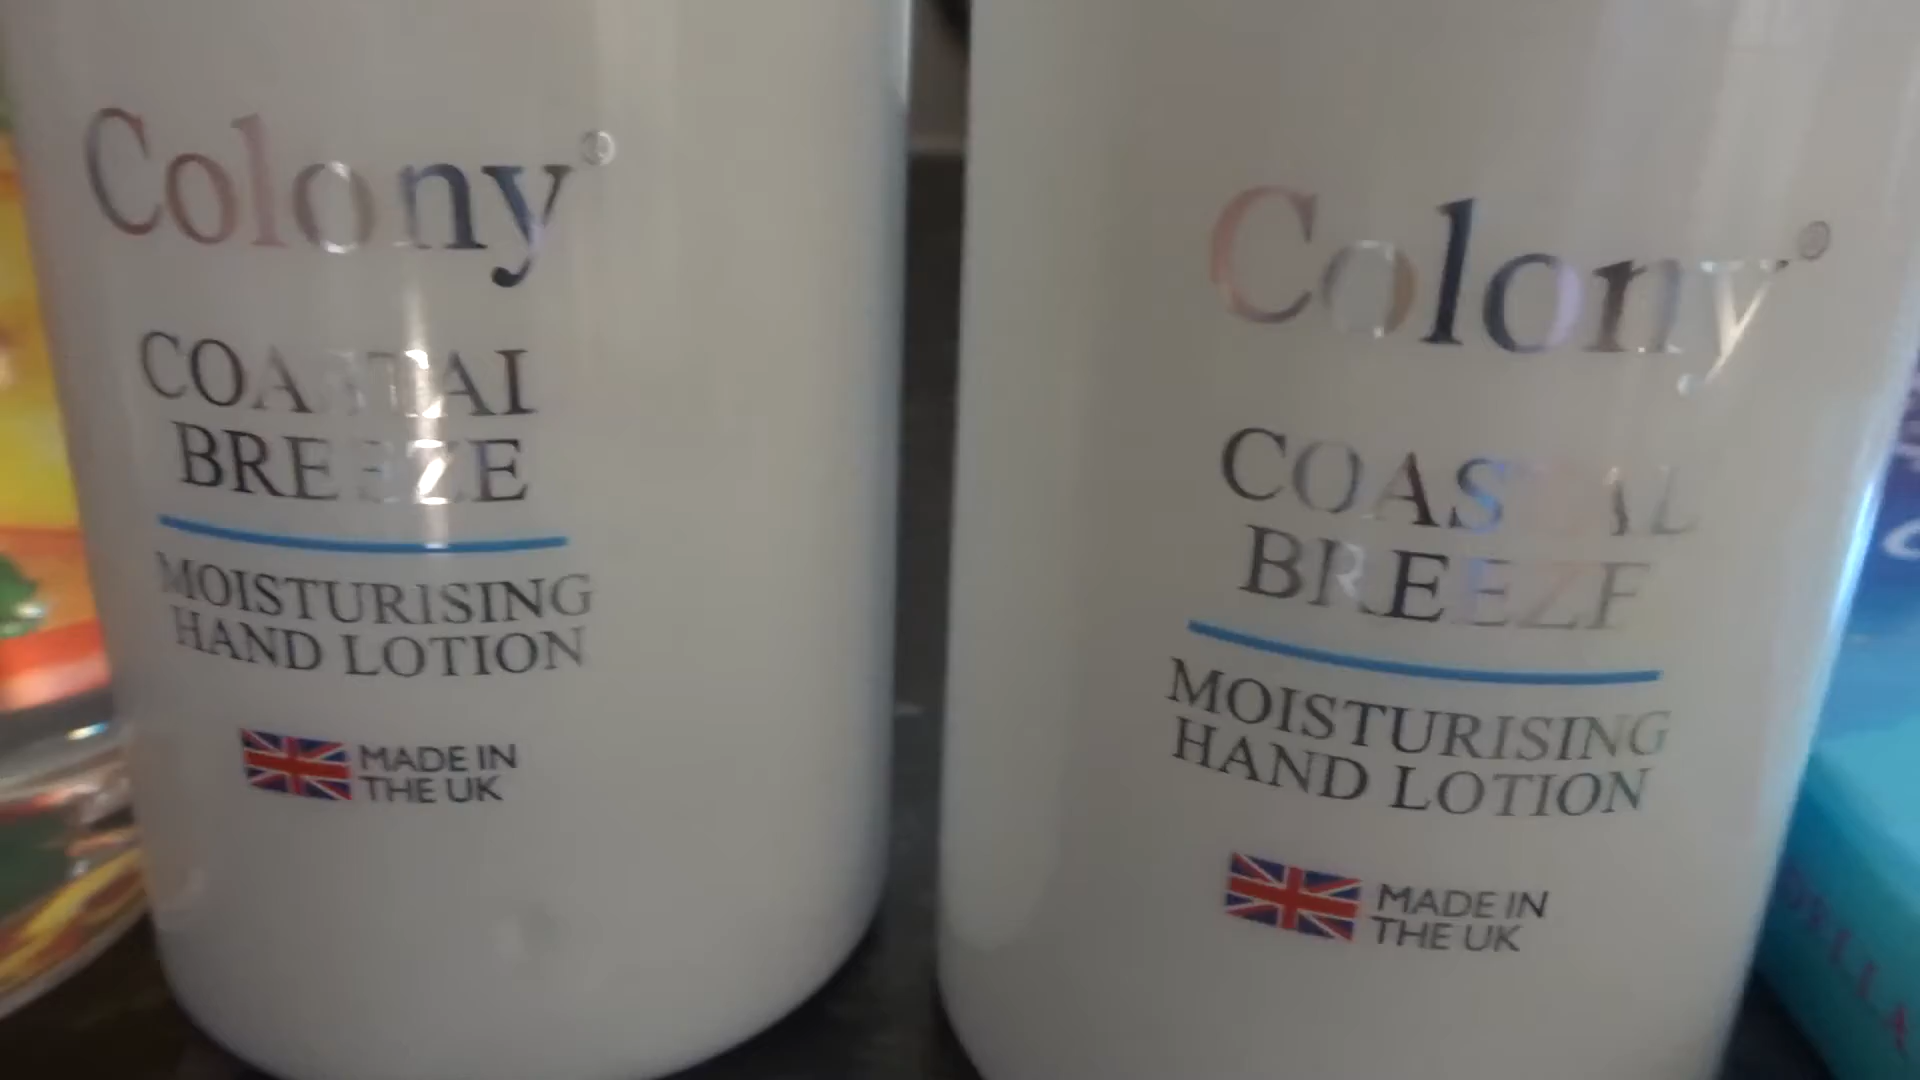 Colony®
COASTAL
BREEZE
MOISTURISING
HAND LOTION
MADE IN
THE UK
Colony®
COASTAL
BREEZE
MOISTURISING
HAND LOTION
MADE IN
THE UK